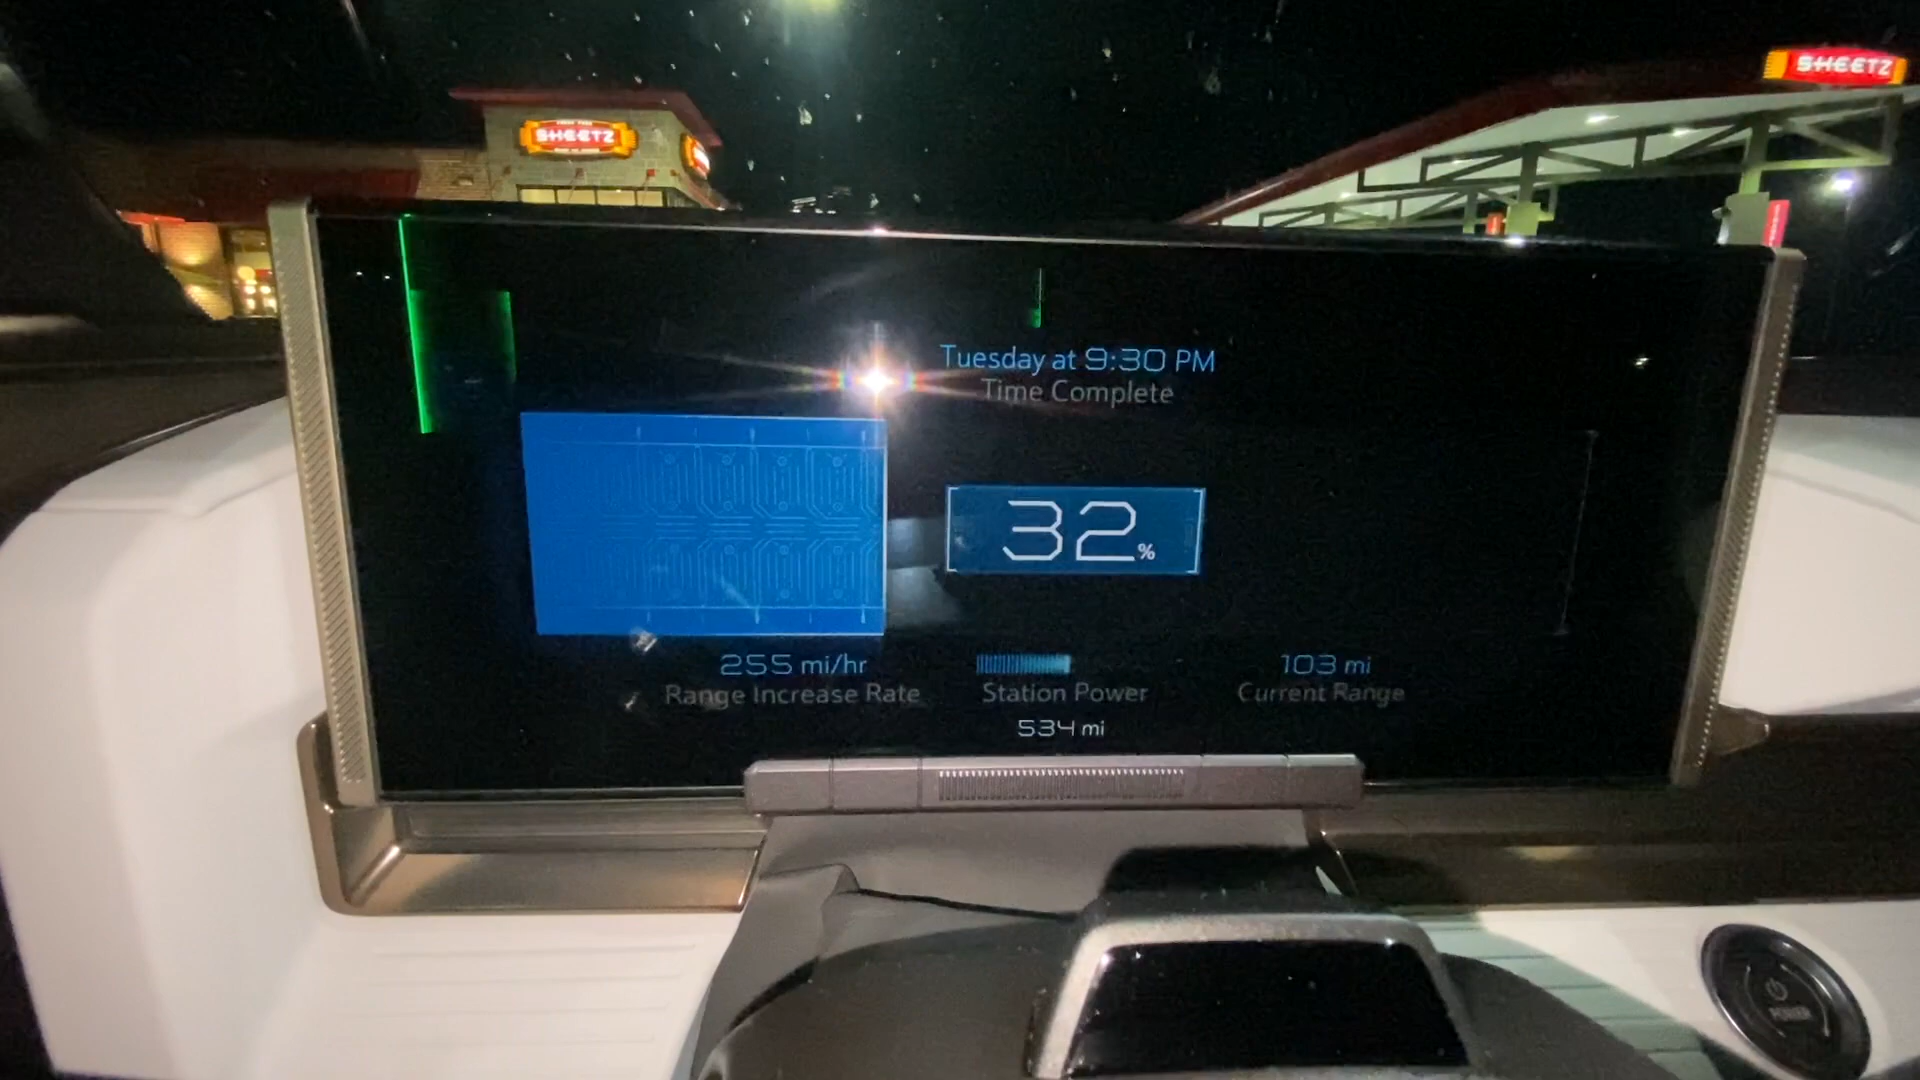 SHEETZ
SHEETZ
Tuesday at 9:30 PM
Time Complete
32%
255 mi/hr
Range Increase Rate
Station Power
103 mi
Current Range
534 mi
POWER